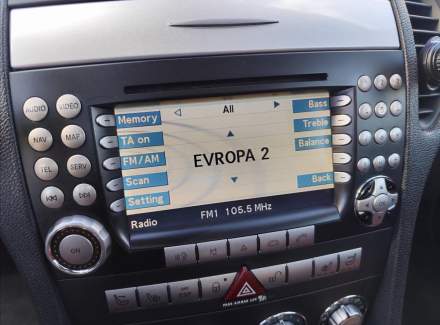 AUDIO VIDEO
NAV MAP
TEL SERV
ON
Memory
TA on
FM/AM
Scan
Setting
Radio
All
EVROPA 2
FM1 105.5 MHz
Bass
Treble
Balance
Back